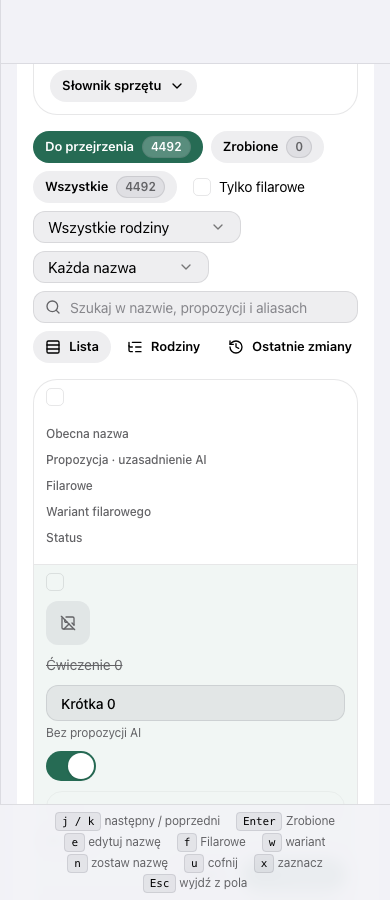 Słownik sprzętu
Do przejrzenia 4492 Zrobione 0
Wszystkie 4492 Tylko filarowe
Wszystkie rodziny
Każda nazwa
Szukaj w nazwie, propozycji i aliasach
Lista Rodziny Ostatnie zmiany
Obecna nazwa
Propozycja · uzasadnienie AI
Filarowe
Wariant filarowego
Status
Ćwiczenie 0
Krótka 0
Bez propozycji AI
j / k następny / poprzedni Enter Zrobione
e edytuj nazwę f Filarowe w wariant
n zostaw nazwę u cofnij x zaznacz
Esc wyjdź z pola